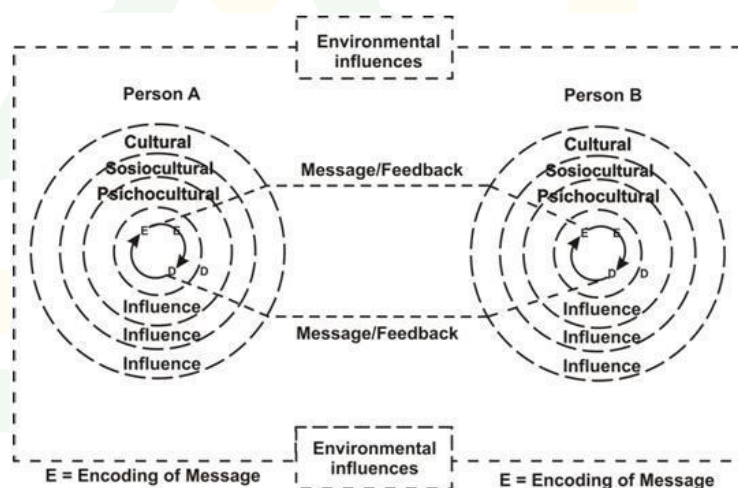 Environmental
influences
Person A
Person B
Cultural
Sosiocultural
Psichocultural
E E
D /D
Influence
Influence
Influence
Message/Feedback
Message/Feedback
Cultural
Sosiocultural
Psichocultural
E E
D /D
Influence
Influence
Influence
Environmental
influences
E = Encoding of Message
E = Encoding of Message